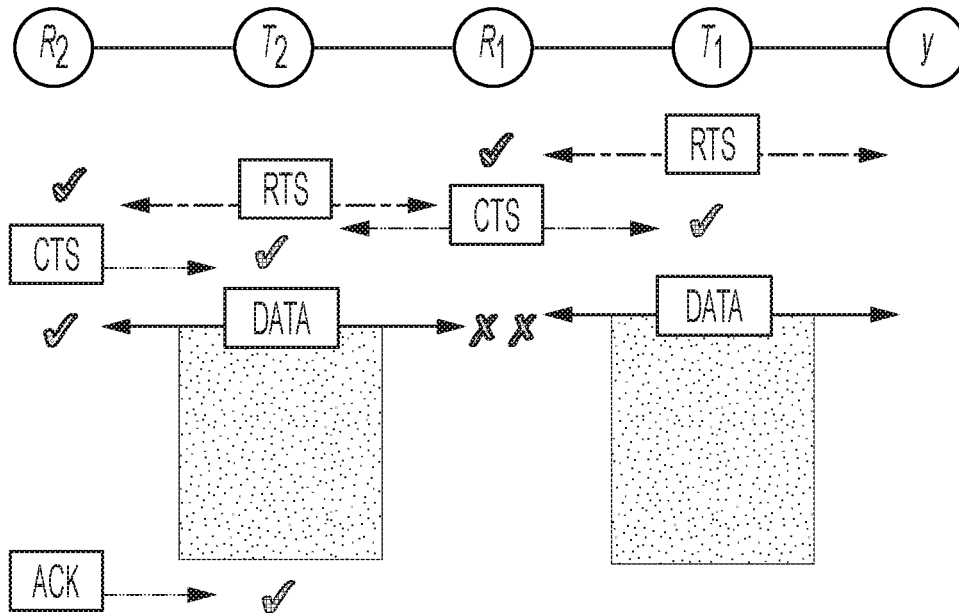 R2 T2 R1 T1 y
RTS
RTS
CTS
CTS
DATA
DATA
ACK